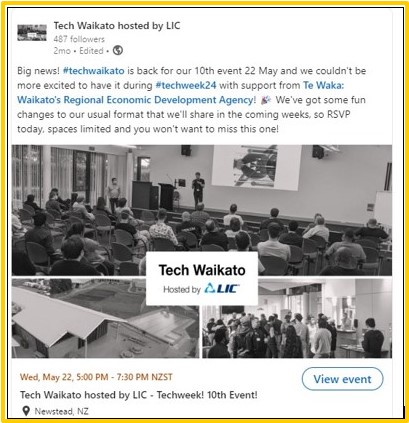 Tech Waikato hosted by LIC
487 followers
2mo • Edited •
Big news! #techwaikato is back for our 10th event 22 May and we couldn't be
more excited to have it during #techweek24 with support from Te Waka:
Waikato's Regional Economic Development Agency! 🎉 We've got some fun
changes to our usual format that we'll share in the coming weeks, so RSVP
today, spaces limited and you won't want to miss this one!
Tech Waikato
Hosted by LIC
Wed, May 22, 5:00 PM - 7:30 PM NZST
View event
Tech Waikato hosted by LIC - Techweek! 10th Event!
Newstead, NZ